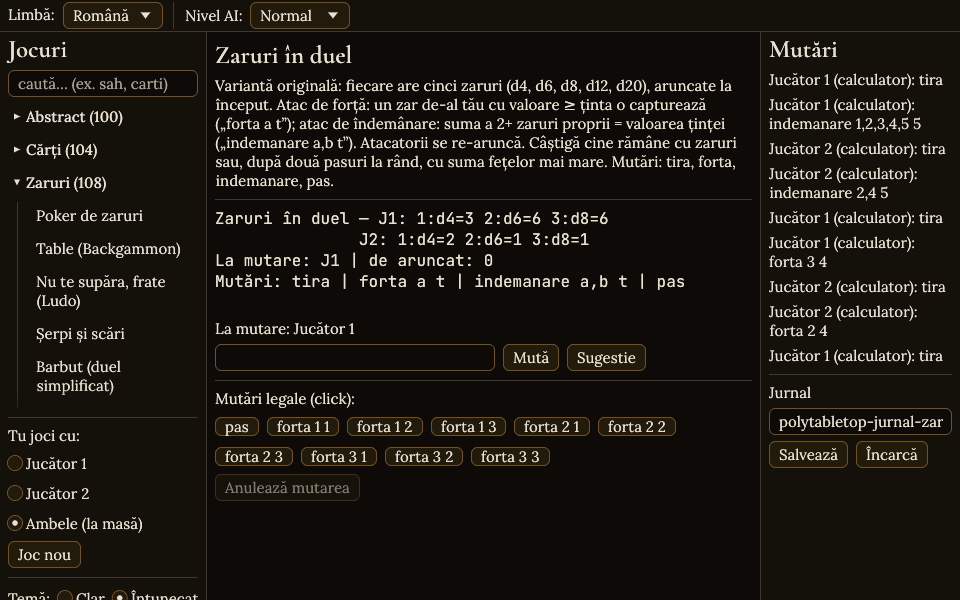 Limbă: Română Nivel AI: Normal
Jocuri
caută... (ex. sah, carti)
Abstract (100)
Cărți (104)
Zaruri (108)
Poker de zaruri
Table (Backgammon)
Nu te supăra, frate
(Ludo)
Șerpi și scări
Barbut (duel
simplificat)
Tu joci cu:
Jucător 1
Jucător 2
Ambele (la masă)
Joc nou
Temă: Clar Întunecat
Zaruri în duel
Variantă originală: fiecare are cinci zaruri (d4, d6, d8, d12, d20), aruncate la
început. Atac de forță: un zar de-al tău cu valoare ≥ ținta o capturează
(„forta a t”); atac de îndemânare: suma a 2+ zaruri proprii = valoarea țintei
(„indemanare a,b t”). Atacatorii se re-aruncă. Câștigă cine rămâne cu zaruri
sau, după două pasuri la rând, cu suma fețelor mai mare. Mutări: tira, forta,
indemanare, pas.
Zaruri în duel — J1: 1:d4=3 2:d6=6 3:d8=6
J2: 1:d4=2 2:d6=1 3:d8=1
La mutare: J1 | de aruncat: 0
Mutări: tira | forta a t | indemanare a,b t | pas
La mutare: Jucător 1
Mută Sugestie
Mutări legale (click):
pas forta 1 1 forta 1 2 forta 1 3 forta 2 1 forta 2 2
forta 2 3 forta 3 1 forta 3 2 forta 3 3
Anulează mutarea
Mutări
Jucător 1 (calculator): tira
Jucător 1 (calculator):
indemanare 1,2,3,4,5 5
Jucător 2 (calculator): tira
Jucător 2 (calculator):
indemanare 2,4 5
Jucător 1 (calculator): tira
Jucător 1 (calculator):
forta 3 4
Jucător 2 (calculator): tira
Jucător 2 (calculator):
forta 2 4
Jucător 1 (calculator): tira
Jurnal
polytabletop-jurnal-zar
Salvează Încarcă